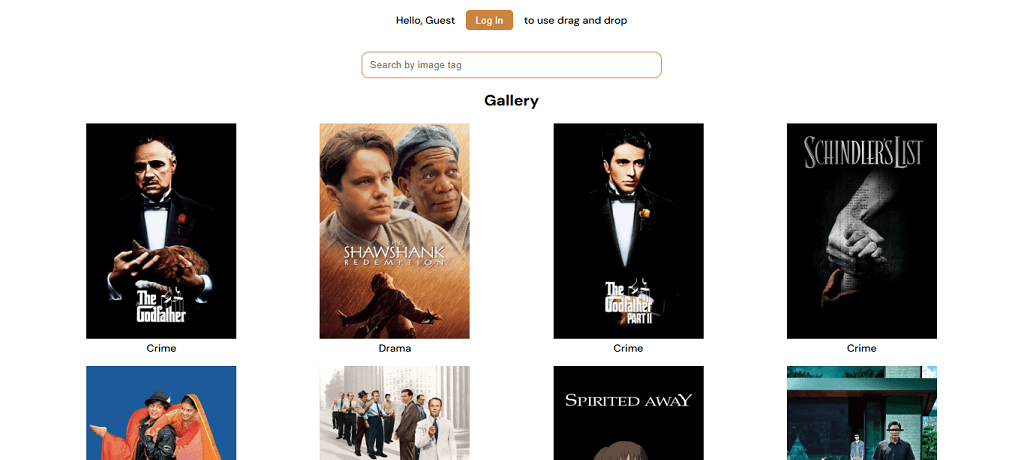 Hello, Guest Log In to use drag and drop
Search by image tag
Gallery
The
Godfather
THE
SHAWSHANK
REDEMPTION
The
Godfather
PART II
SCHINDLER'S LIST
Crime
Drama
Crime
Crime
SPIRITED AWAY